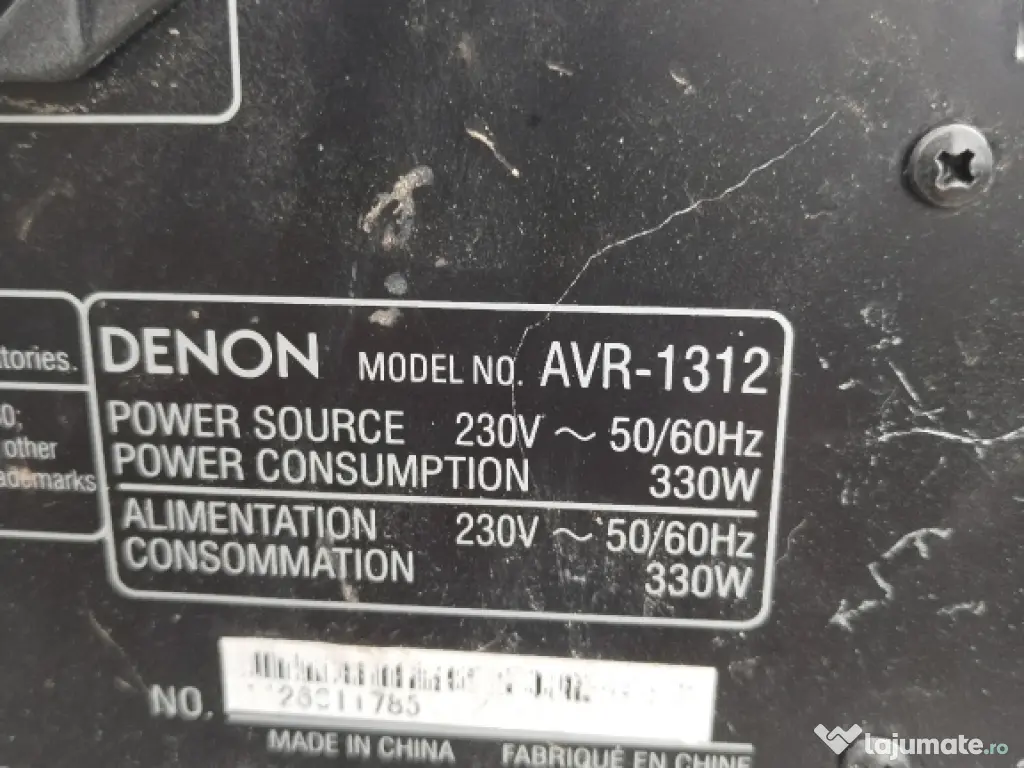 tories.
other
DENON MODEL NO. AVR-1312
POWER SOURCE 230V ~ 50/60Hz
POWER CONSUMPTION 330W
ALIMENTATION 230V ~ 50/60Hz
CONSOMMATION 330W
NO.
MADE IN CHINA FABRIQUÉ EN CHINE
lajumate.ro